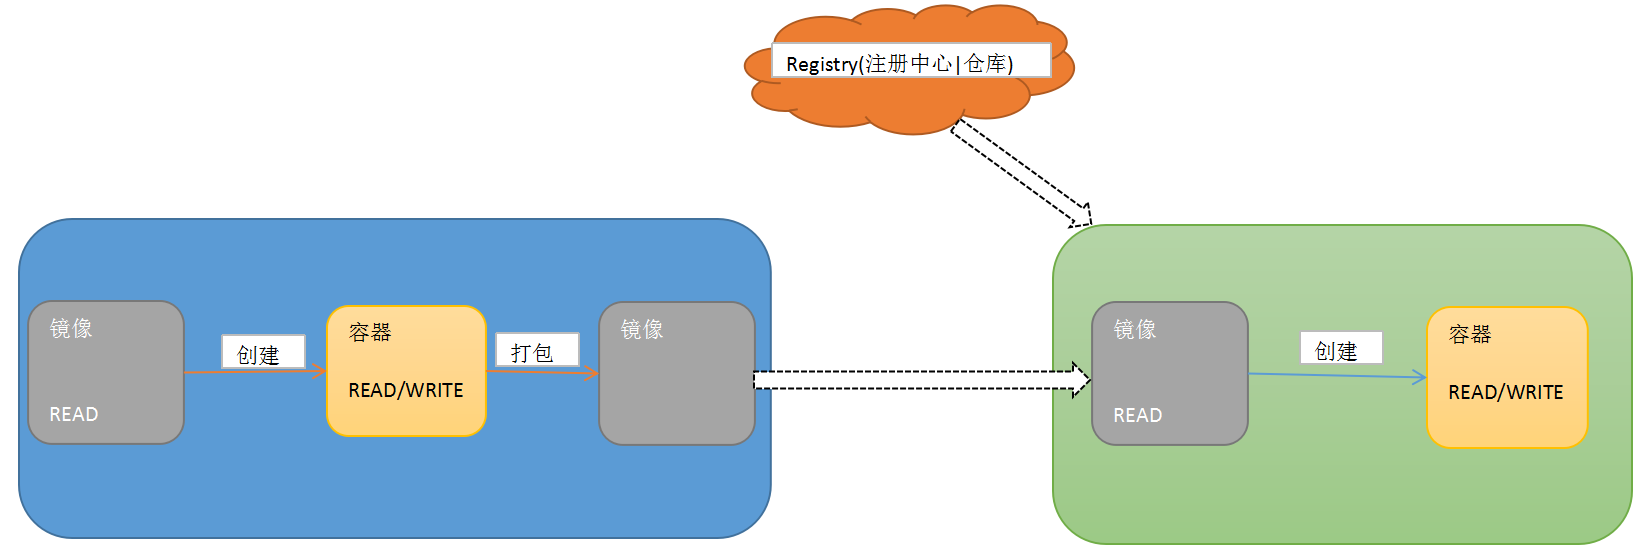 Registry(注册中心|仓库)
镜像
READ
创建
容器
READ/WRITE
打包
镜像
镜像
READ
创建
容器
READ/WRITE